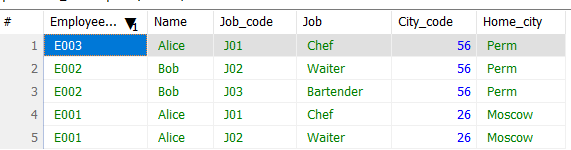 # Employee... 1 Name Job_code Job City_code Home_city
1 E003 Alice J01 Chef 56 Perm
2 E002 Bob J02 Waiter 56 Perm
3 E002 Bob J03 Bartender 56 Perm
4 E001 Alice J01 Chef 26 Moscow
5 E001 Alice J02 Waiter 26 Moscow